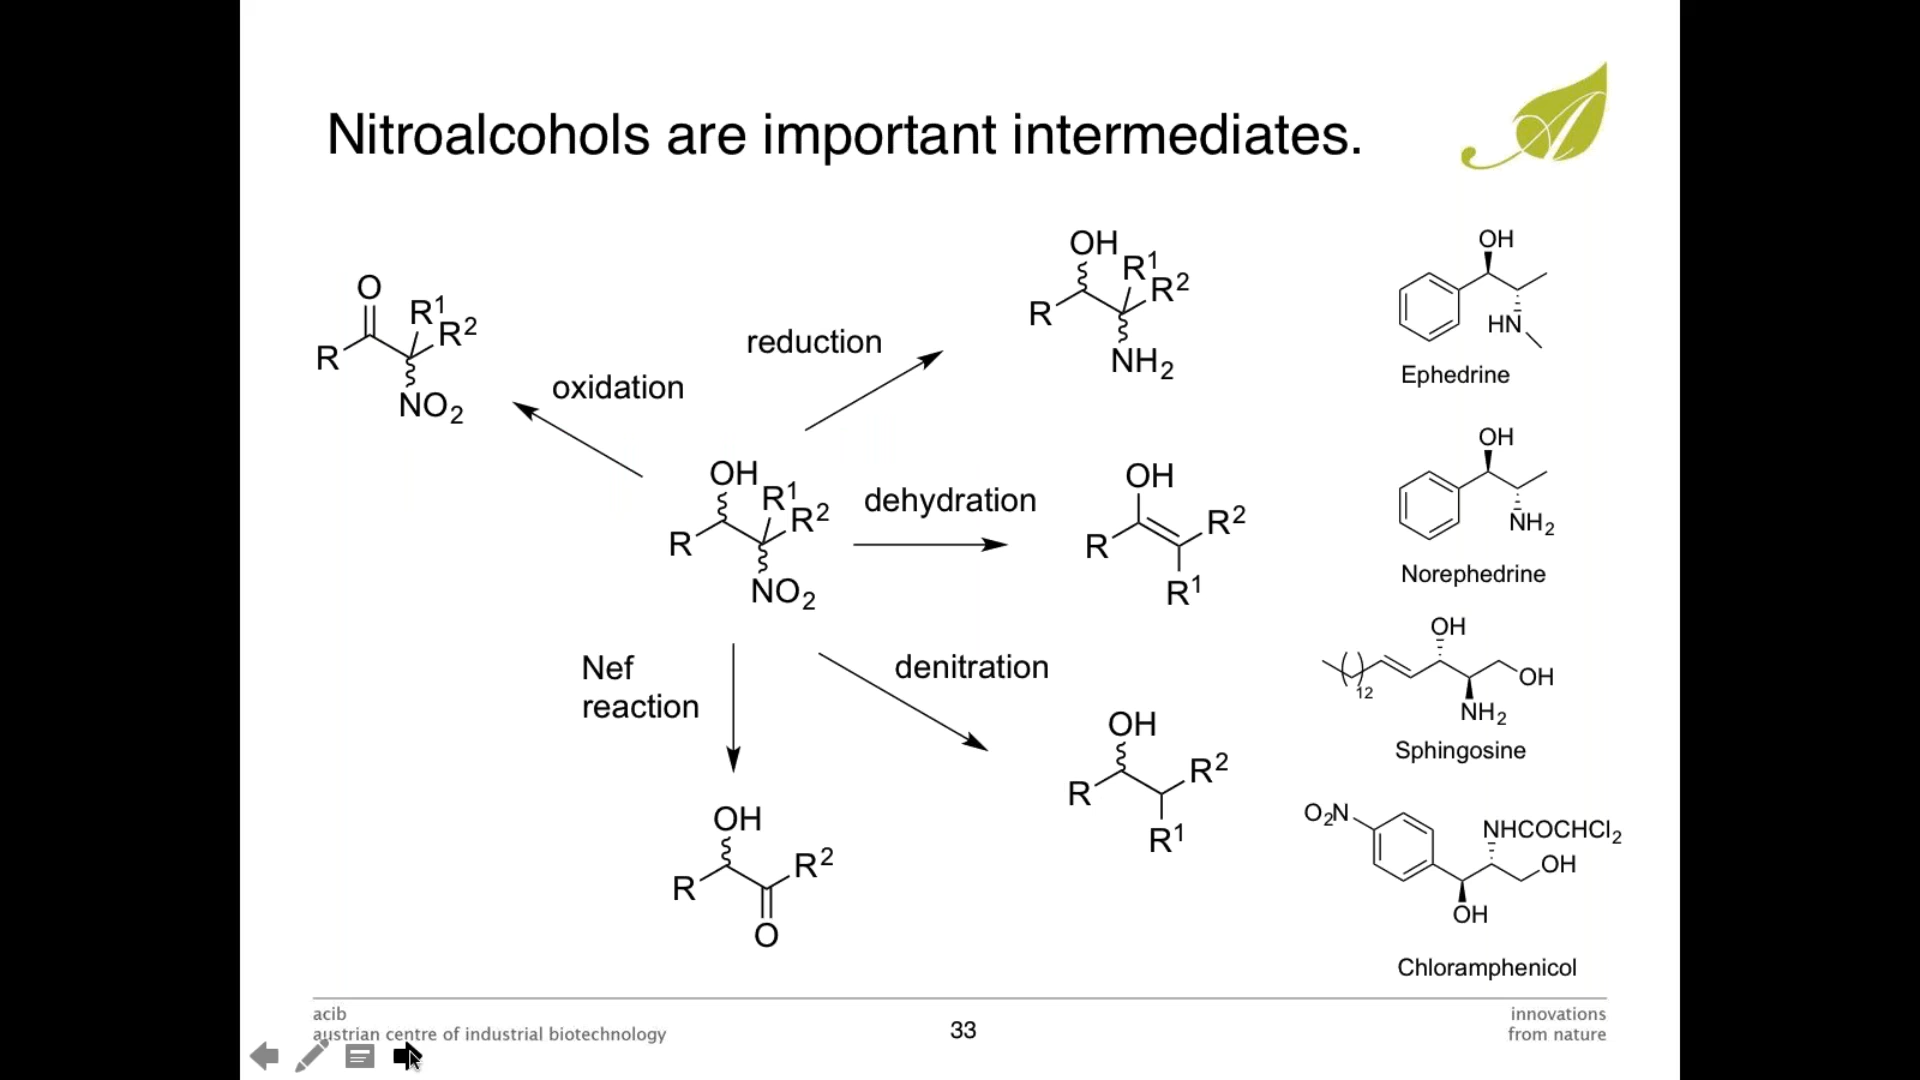 Nitroalcohols are important intermediates.
O
R¹
R²
R
NO₂
oxidation
reduction
OH
R¹
R²
R
NH₂
OH
HN
Ephedrine
OH
R¹
R²
R
NO₂
dehydration
OH
R²
R
R¹
OH
NH₂
Norephedrine
Nef
reaction
denitration
OH
OH
12
NH₂
Sphingosine
OH
R²
R
R¹
OH
R²
R
O
O₂N
NHCOCHCl₂
OH
OH
Chloramphenicol
acib
austrian centre of industrial biotechnology
33
innovations
from nature